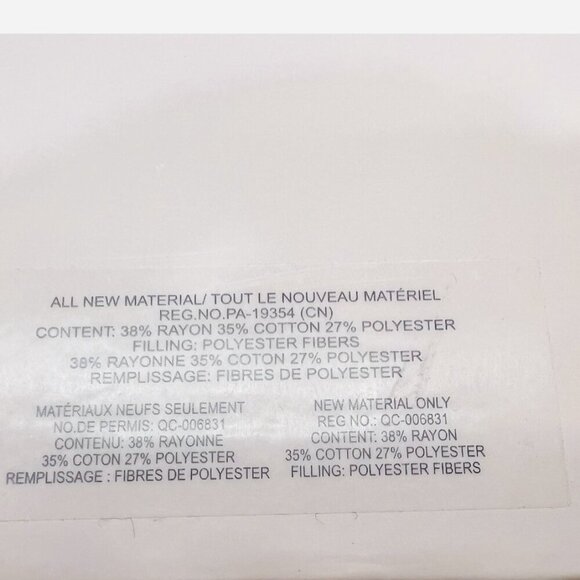 ALL NEW MATERIAL/ TOUT LE NOUVEAU MATÉRIEL
REG.NO.PA-19354 (CN)
CONTENT: 38% RAYON 35% COTTON 27% POLYESTER
FILLING: POLYESTER FIBERS
38% RAYONNE 35% COTON 27% POLYESTER
REMPLISSAGE: FIBRES DE POLYESTER
MATÉRIAUX NEUFS SEULEMENT
NO.DE PERMIS: QC-006831
CONTENU: 38% RAYONNE
35% COTON 27% POLYESTER
REMPLISSAGE : FIBRES DE POLYESTER
NEW MATERIAL ONLY
REG NO.: QC-006831
CONTENT: 38% RAYON
35% COTTON 27% POLYESTER
FILLING: POLYESTER FIBERS